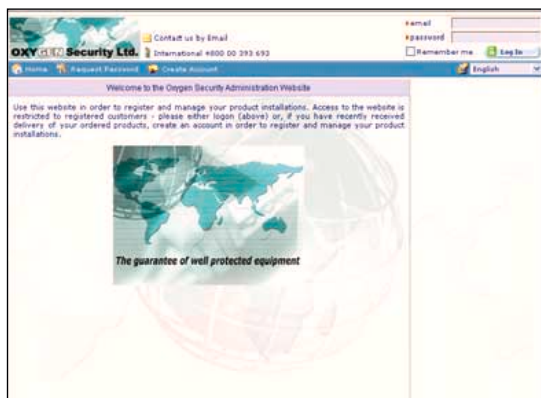 email
Contact us by Email
password
OXYGEN Security Ltd.
International +800 00 393 693
Remember me
Log In
Home
Request Password
Create Account
English
Welcome to the Oxygen Security Administration Website
Use this website in order to register and manage your product installations. Access to the website is
restricted to registered customers - please either logon (above) or, if you have recently received
delivery of your ordered products, create an account in order to register and manage your product
installations.
The guarantee of well protected equipment